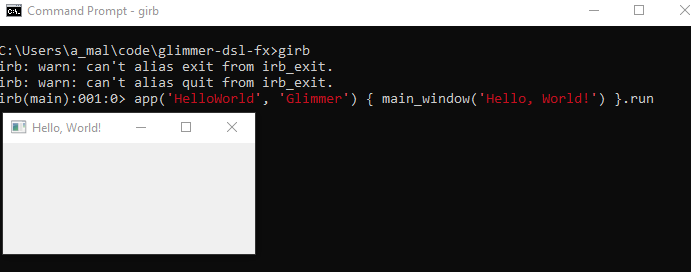 Command Prompt - girb
C:\Users\a_mal\code\glimmer-dsl-fx>girb
irb: warn: can't alias exit from irb_exit.
irb: warn: can't alias quit from irb_exit.
irb(main):001:0> app('HelloWorld', 'Glimmer') { main_window('Hello, World!') }.run
Hello, World!